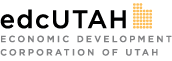 edcUTAH
ECONOMIC DEVELOPMENT
CORPORATION OF UTAH